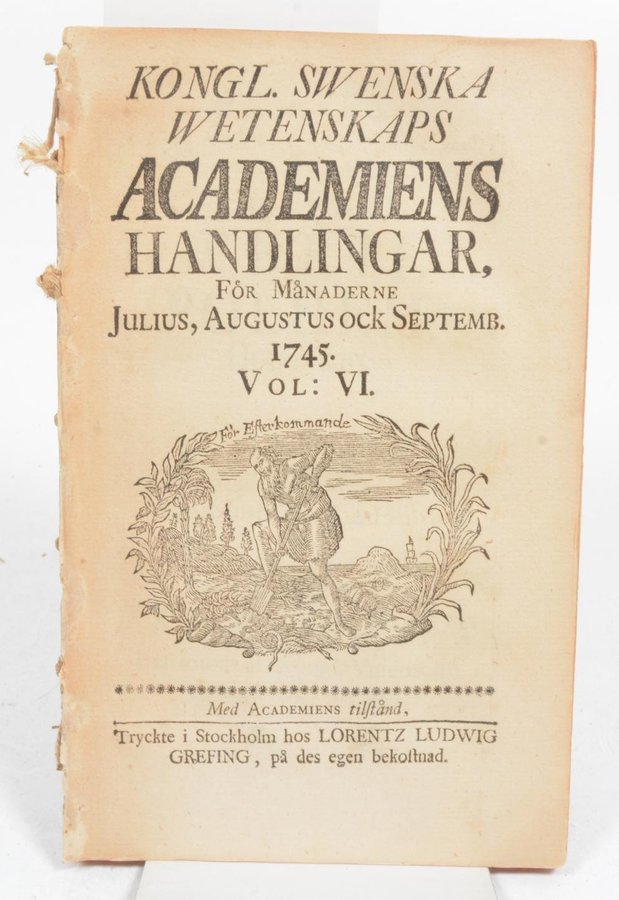 KONGL. SWENSKA
WETENSKAPS
ACADEMIENS
HANDLINGAR,
FÖR MÅNADERNE
JULIUS, AUGUSTUS OCK SEPTEMB.
1745.
VOL: VI.
För Efterkommande
Med ACADEMIENS tilſtånd,
Tryckte i Stockholm hos LORENTZ LUDWIG
GREFING, på des egen bekoſtnad.